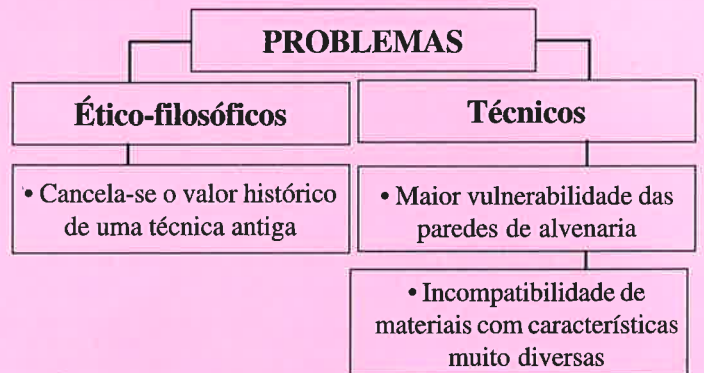 PROBLEMAS
Ético-filosóficos
• Cancela-se o valor histórico
de uma técnica antiga
Técnicos
• Maior vulnerabilidade das
paredes de alvenaria
• Incompatibilidade de
materiais com características
muito diversas